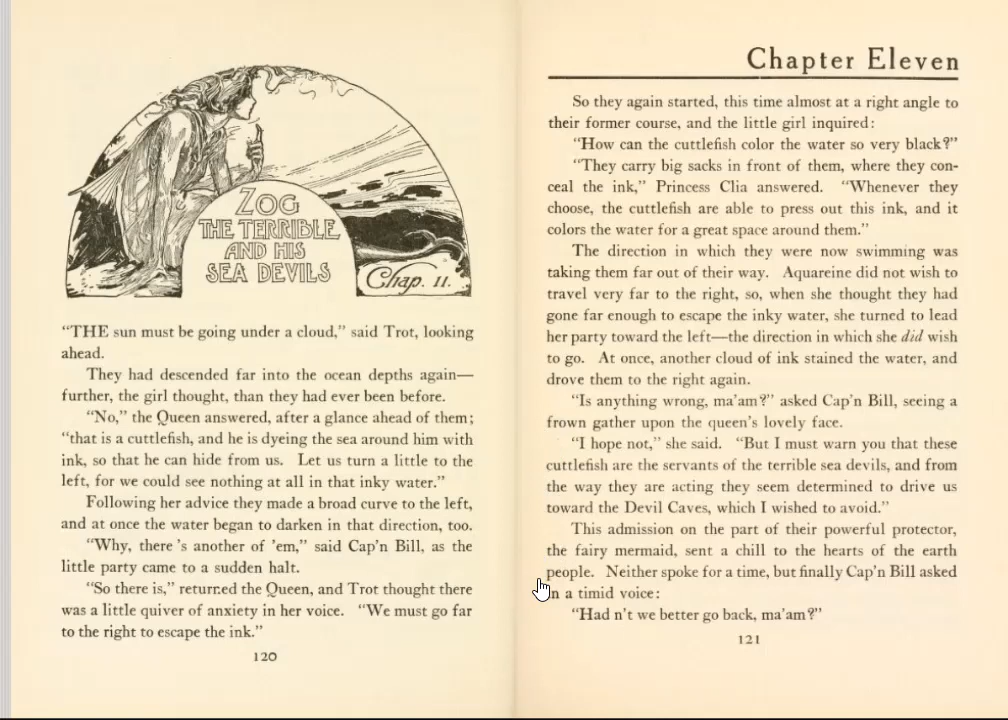 ZOG
THE TERRIBLE
AND HIS
SEA DEVILS
Chap. 11.
“THE sun must be going under a cloud,” said Trot, looking
ahead.
They had descended far into the ocean depths again—
further, the girl thought, than they had ever been before.
“No,” the Queen answered, after a glance ahead of them;
“that is a cuttlefish, and he is dyeing the sea around him with
ink, so that he can hide from us. Let us turn a little to the
left, for we could see nothing at all in that inky water.”
Following her advice they made a broad curve to the left,
and at once the water began to darken in that direction, too.
“Why, there ’s another of ’em,” said Cap’n Bill, as the
little party came to a sudden halt.
“So there is,” returned the Queen, and Trot thought there
was a little quiver of anxiety in her voice. “We must go far
to the right to escape the ink.”
120
Chapter Eleven
So they again started, this time almost at a right angle to
their former course, and the little girl inquired:
“How can the cuttlefish color the water so very black?”
“They carry big sacks in front of them, where they con-
ceal the ink,” Princess Clia answered. “Whenever they
choose, the cuttlefish are able to press out this ink, and it
colors the water for a great space around them.”
The direction in which they were now swimming was
taking them far out of their way. Aquareine did not wish to
travel very far to the right, so, when she thought they had
gone far enough to escape the inky water, she turned to lead
her party toward the left—the direction in which she did wish
to go. At once, another cloud of ink stained the water, and
drove them to the right again.
“Is anything wrong, ma’am?” asked Cap’n Bill, seeing a
frown gather upon the queen’s lovely face.
“I hope not,” she said. “But I must warn you that these
cuttlefish are the servants of the terrible sea devils, and from
the way they are acting they seem determined to drive us
toward the Devil Caves, which I wished to avoid.”
This admission on the part of their powerful protector,
the fairy mermaid, sent a chill to the hearts of the earth
people. Neither spoke for a time, but finally Cap’n Bill asked
in a timid voice:
“Had n’t we better go back, ma’am?”
121